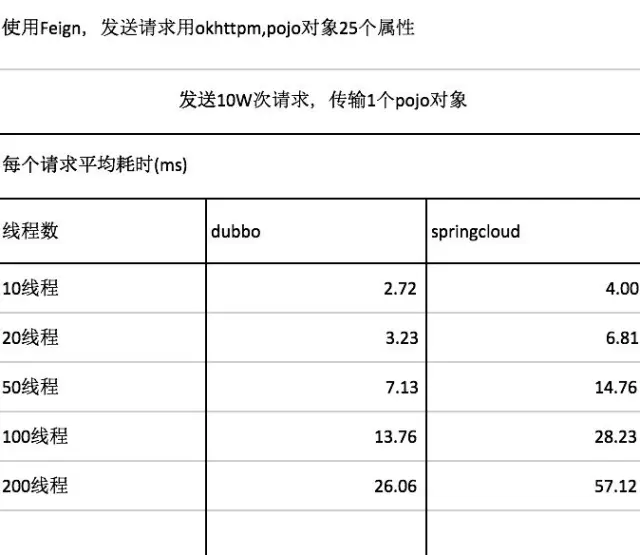 使用Feign，发送请求用okhttpm,pojo对象25个属性
发送10W次请求，传输1个pojo对象
每个请求平均耗时(ms)
线程数 dubbo springcloud
10线程 2.72 4.00
20线程 3.23 6.81
50线程 7.13 14.76
100线程 13.76 28.23
200线程 26.06 57.12